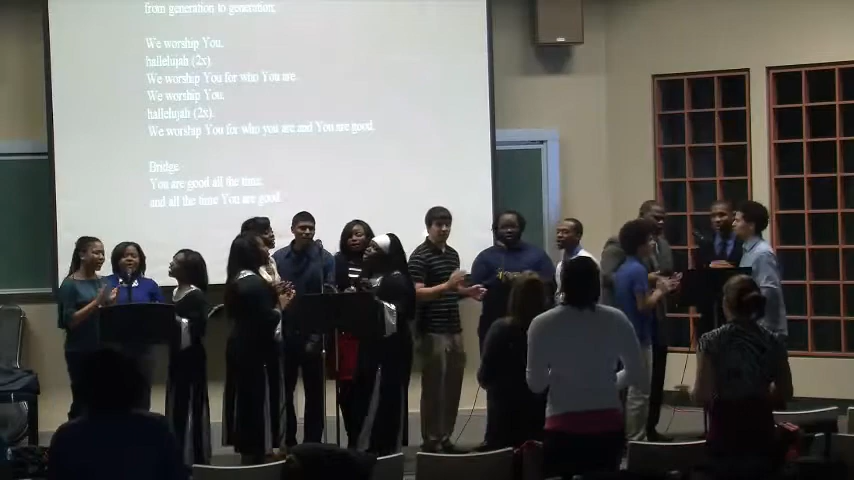 from generation to generation;
We worship You,
hallelujah (2x).
We worship You for who You are.
We worship You,
hallelujah (2x).
We worship You for who you are and You are good.
Bridge
You are good all the time.
and all the time You are good.